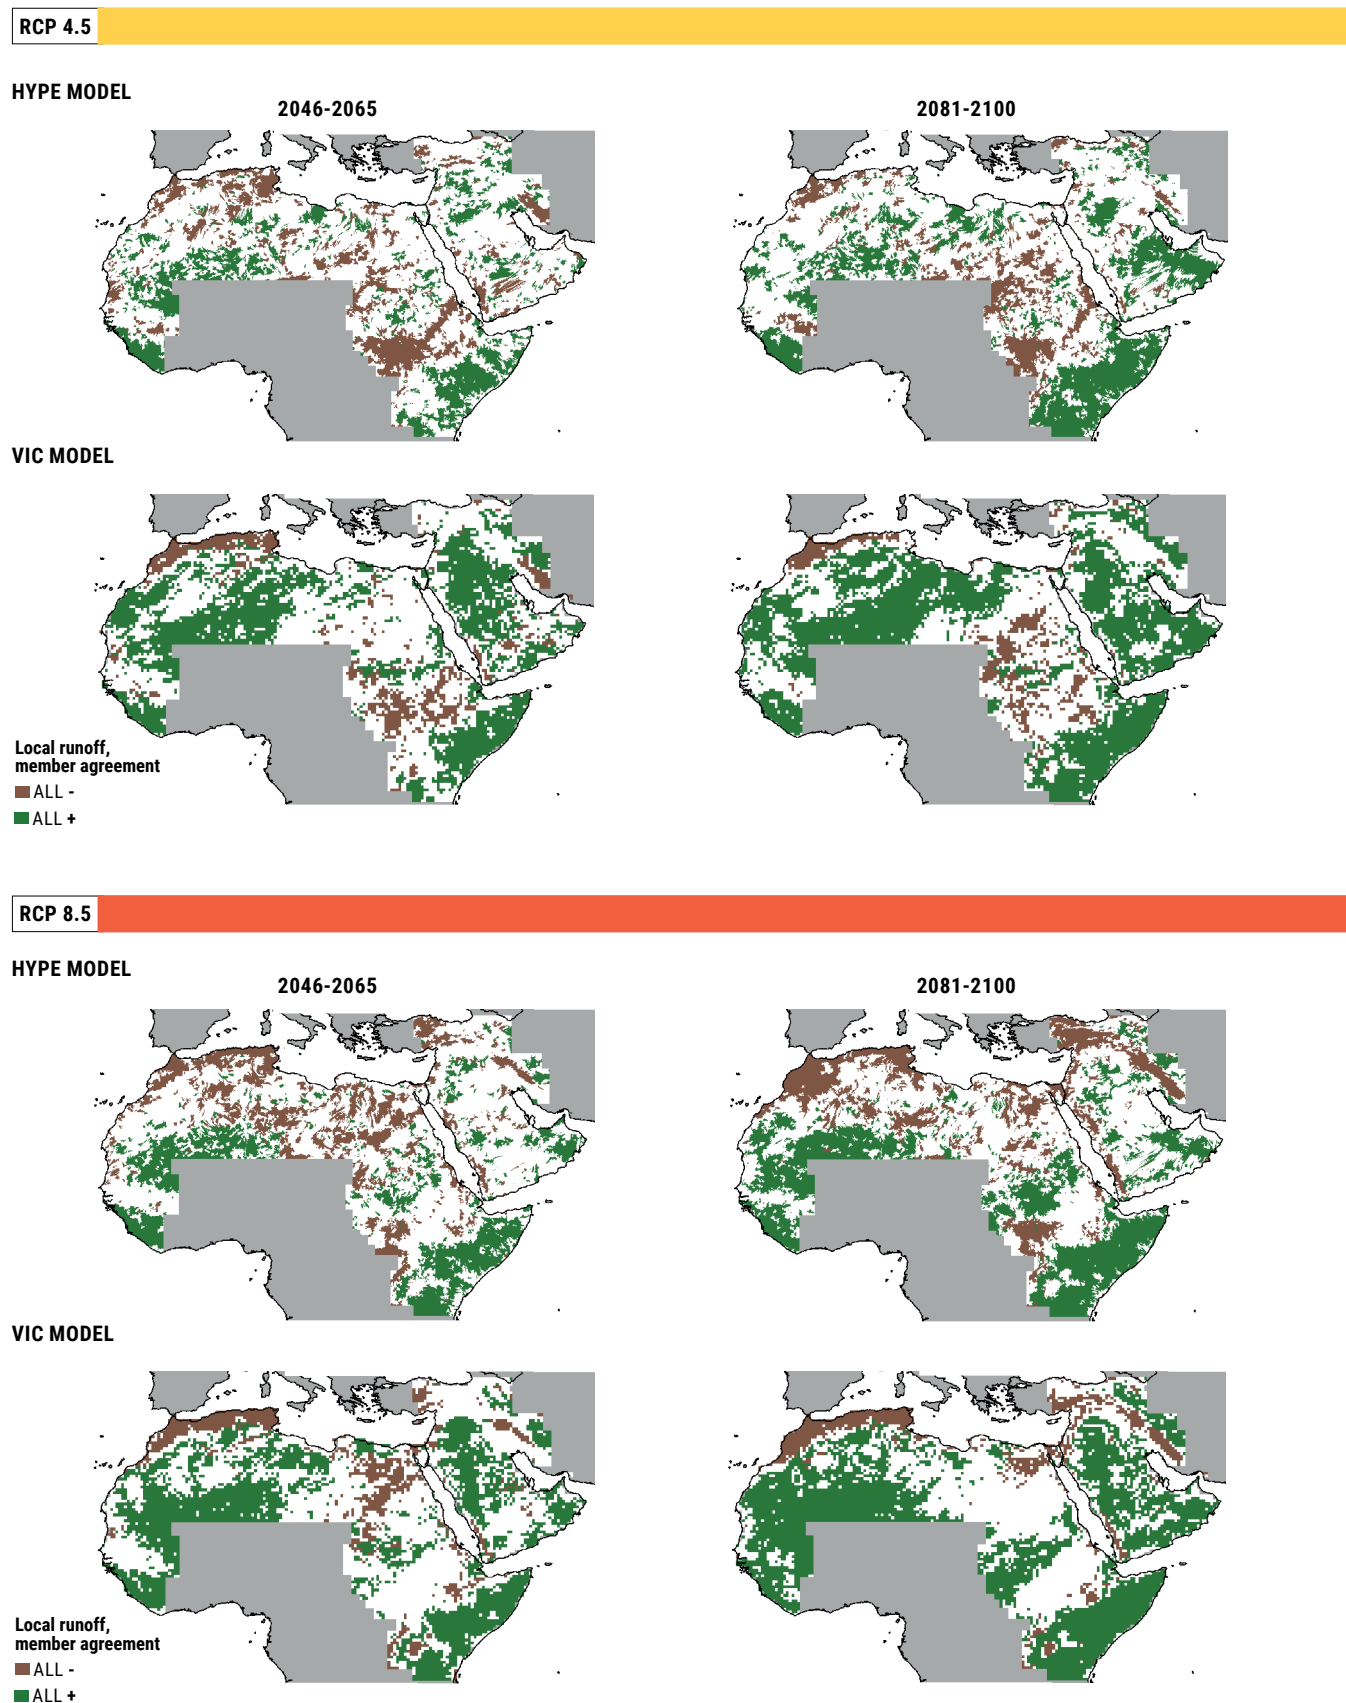 RCP 4.5
HYPE MODEL
2046-2065
2081-2100
VIC MODEL
Local runoff,
member agreement
ALL -
ALL +
RCP 8.5
HYPE MODEL
2046-2065
2081-2100
VIC MODEL
Local runoff,
member agreement
ALL -
ALL +